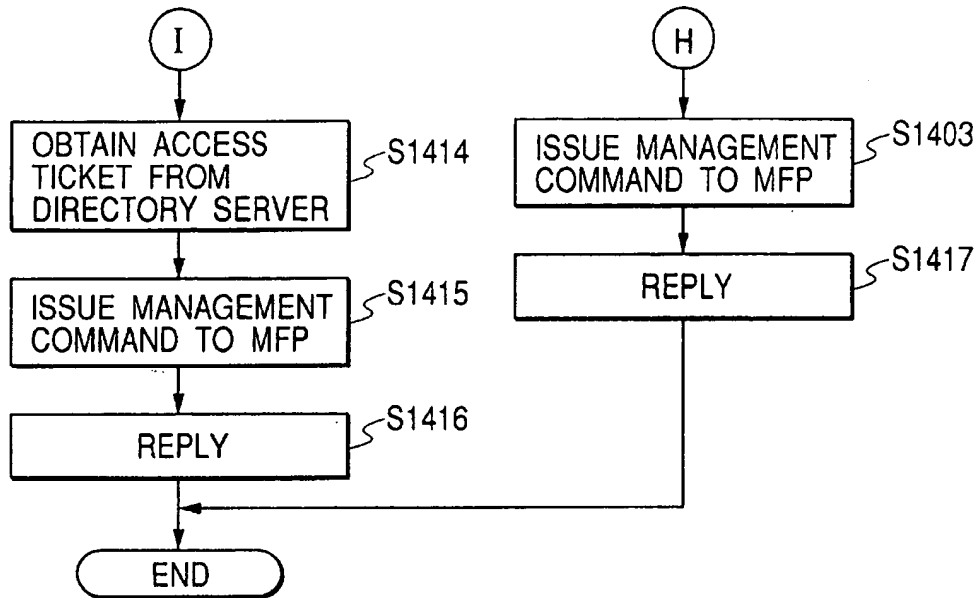 I
OBTAIN ACCESS
TICKET FROM
DIRECTORY SERVER
S1414
ISSUE MANAGEMENT
COMMAND TO MFP
S1415
REPLY
S1416
END
H
ISSUE MANAGEMENT
COMMAND TO MFP
S1403
REPLY
S1417